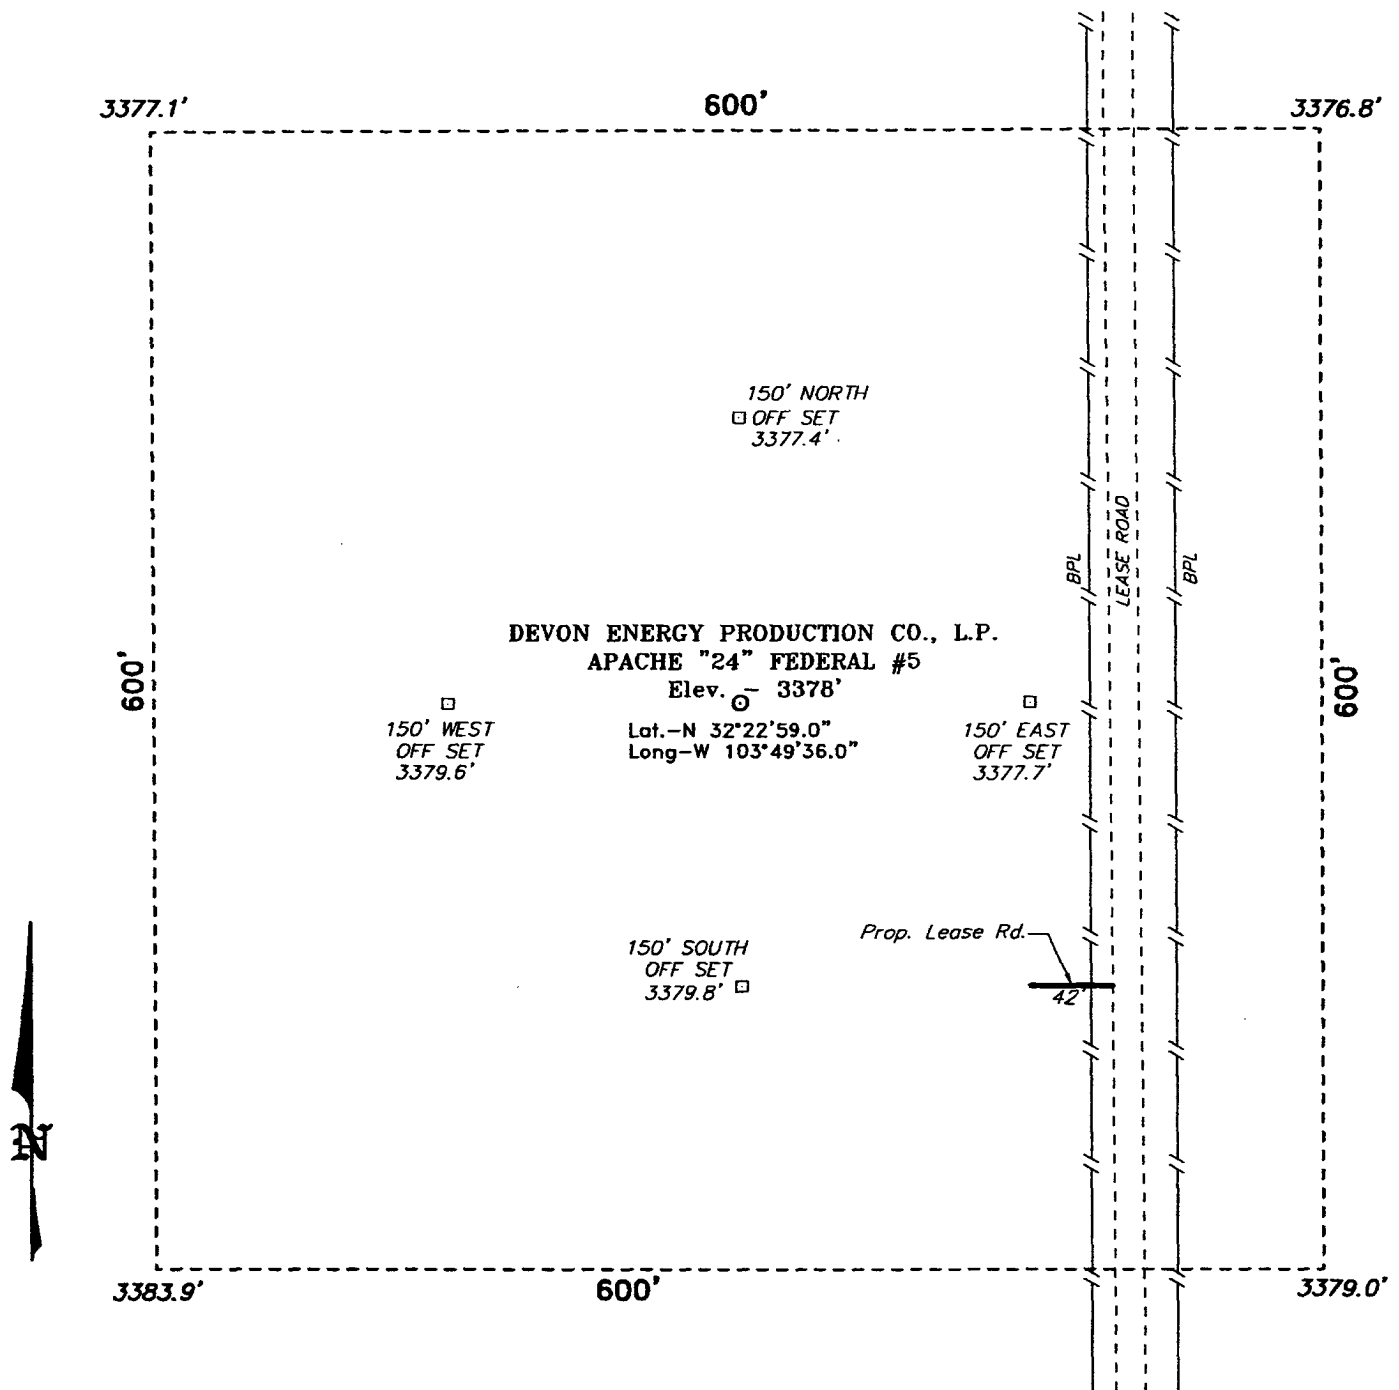 3377.1'
600'
3376.8'
150' NORTH
OFF SET
3377.4'
LEASE ROAD
BPL
BPL
DEVON ENERGY PRODUCTION CO., L.P.
APACHE "24" FEDERAL #5
Elev. - 3378'
600'
600'
150' WEST
OFF SET
3379.6'
Lat.-N 32°22'59.0"
Long-W 103°49'36.0"
150' EAST
OFF SET
3377.7'
Prop. Lease Rd.
150' SOUTH
OFF SET
3379.8'
42'
N
3383.9'
600'
3379.0'